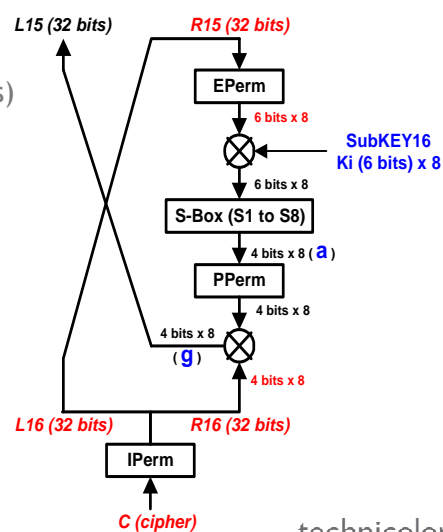 L15 (32 bits) R15 (32 bits)
s)
EPerm
6 bits x 8
SubKEY16
Ki (6 bits) x 8
6 bits x 8
S-Box (S1 to S8)
4 bits x 8 ( a )
PPerm
4 bits x 8
4 bits x 8
( g )
4 bits x 8
L16 (32 bits) R16 (32 bits)
IPerm
C (cipher)
technicolo